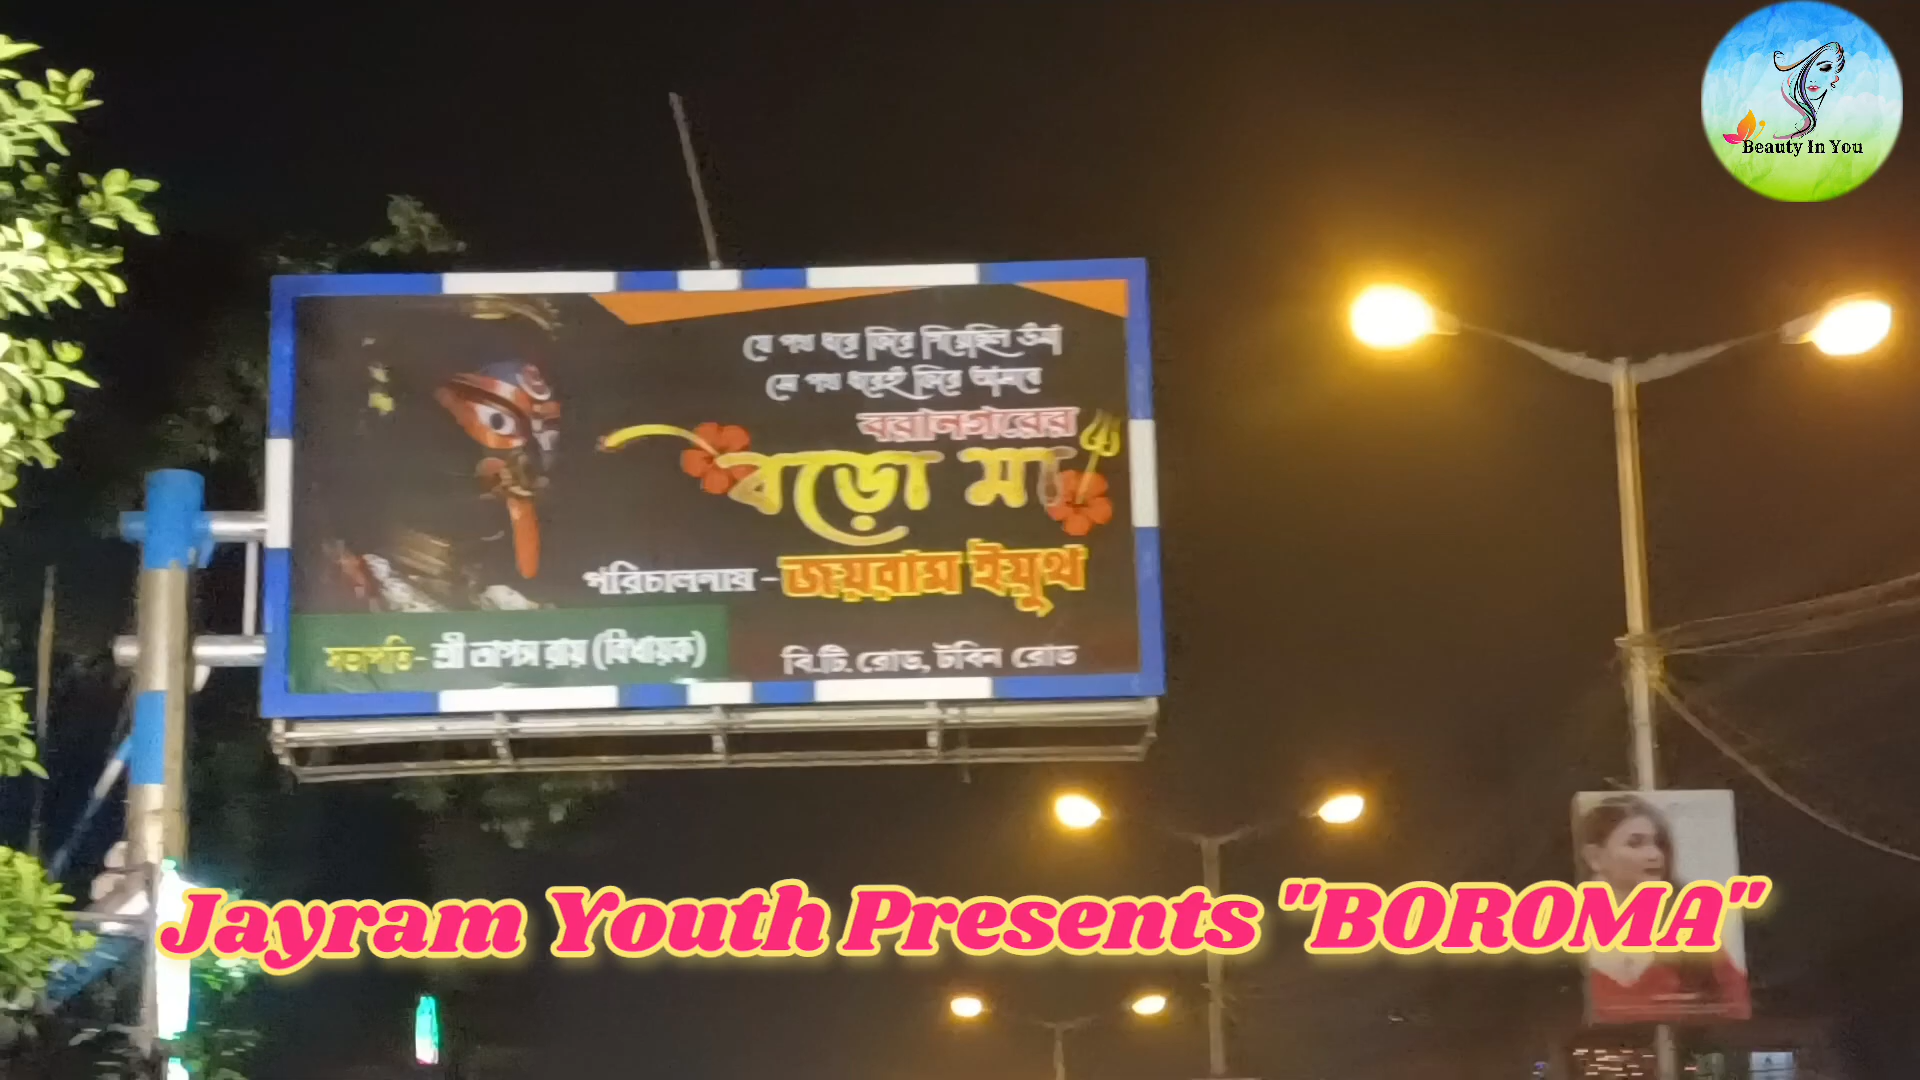 Beauty In You
যে পথ ধরে ফিরে গিয়েছিল উমা
সে পথ ধরেই ফিরে আসবে
বরানগরের
বড়ো মা
পরিচালনায় - জয়রাম ইয়ুথ
সভাপতি - শ্রী তাপস রায় (বিধায়ক)
বি.টি. রোড, টবিন রোড
Jayram Youth Presents "BOROMA"